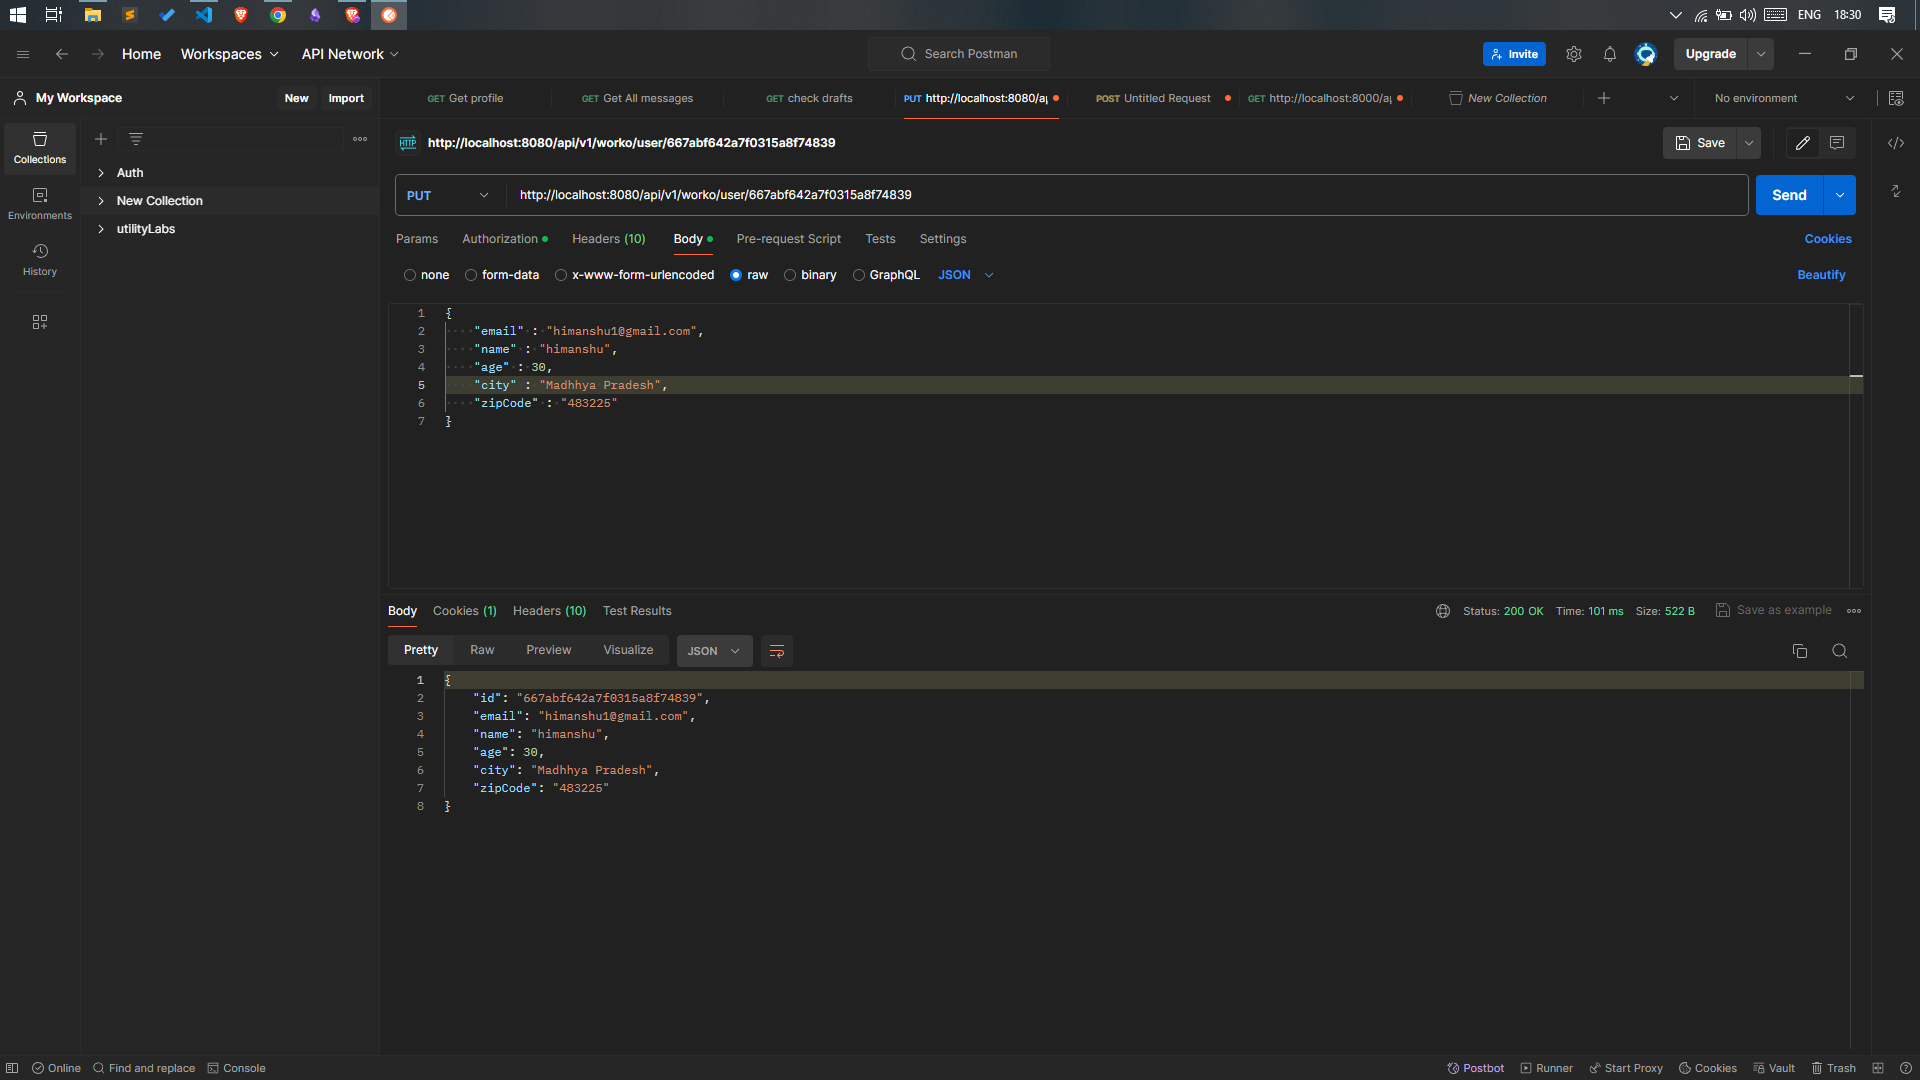 ENG 18:30
Home Workspaces API Network Search Postman Invite Upgrade
My Workspace New Import GET Get profile GET Get All messages GET check drafts PUT http://localhost:8080/ap POST Untitled Request GET http://localhost:8000/ap New Collection No environment
Collections
Environments
History
Auth
New Collection
utilityLabs
HTTP http://localhost:8080/api/v1/worko/user/667abf642a7f0315a8f74839 Save
PUT http://localhost:8080/api/v1/worko/user/667abf642a7f0315a8f74839 Send
Params Authorization Headers (10) Body Pre-request Script Tests Settings Cookies
none form-data x-www-form-urlencoded raw binary GraphQL JSON Beautify
1 {
2 "email" : "himanshu1@gmail.com",
3 "name" : "himanshu",
4 "age" : 30,
5 "city" : "Madhhya Pradesh",
6 "zipCode" : "483225"
7 }
Body Cookies (1) Headers (10) Test Results Status: 200 OK Time: 101 ms Size: 522 B Save as example
Pretty Raw Preview Visualize JSON
1 {
2 "id": "667abf642a7f0315a8f74839",
3 "email": "himanshu1@gmail.com",
4 "name": "himanshu",
5 "age": 30,
6 "city": "Madhhya Pradesh",
7 "zipCode": "483225"
8 }
Online Find and replace Console Postbot Runner Start Proxy Cookies Vault Trash